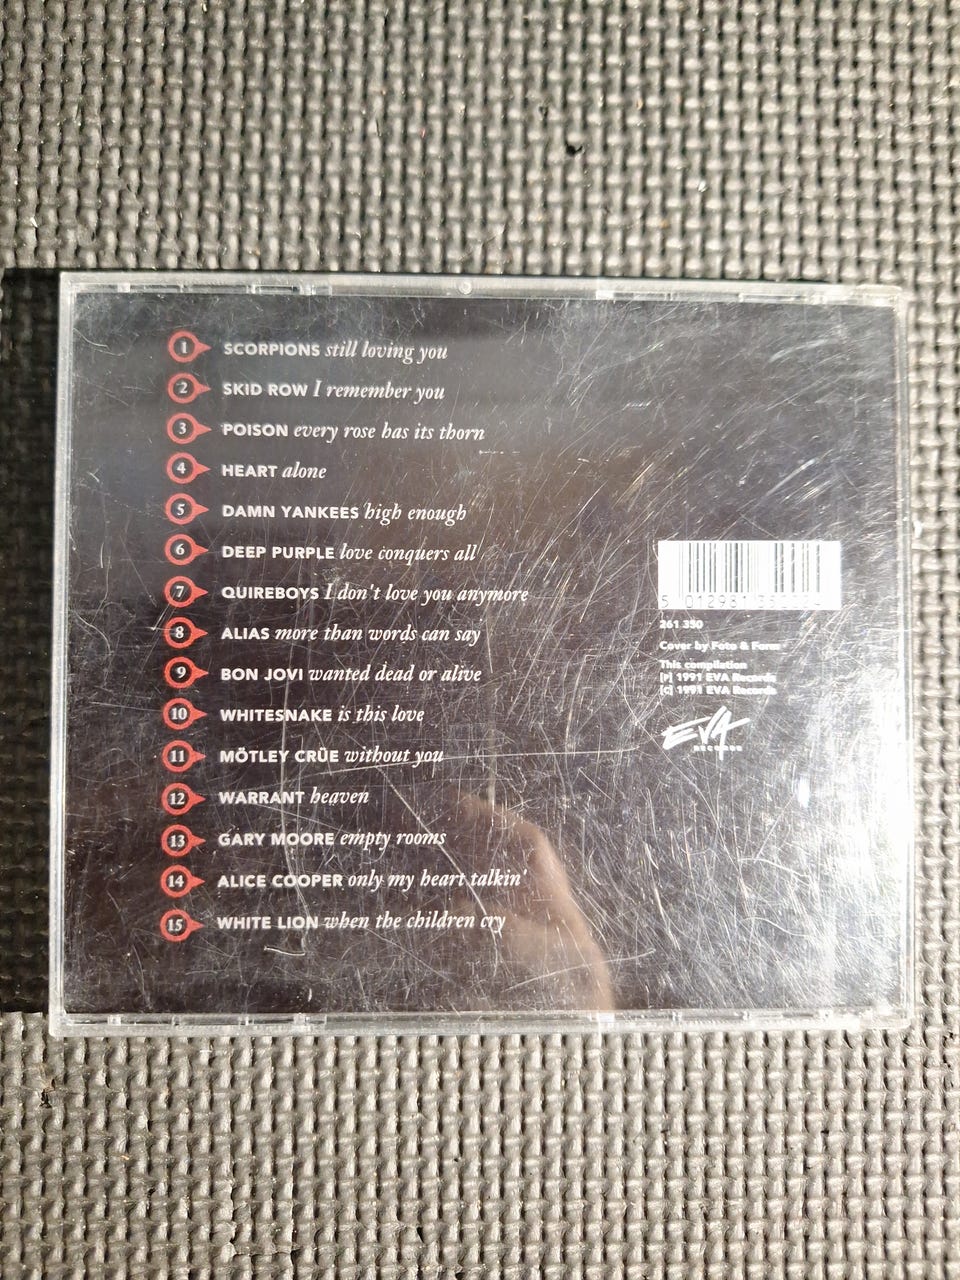 1 SCORPIONS still loving you
2 SKID ROW I remember you
3 POISON every rose has its thorn
4 HEART alone
5 DAMN YANKEES high enough
6 DEEP PURPLE love conquers all
7 QUIREBOYS I don't love you anymore
8 ALIAS more than words can say
9 BON JOVI wanted dead or alive
10 WHITESNAKE is this love
11 MÖTLEY CRÜE without you
12 WARRANT heaven
13 GARY MOORE empty rooms
14 ALICE COOPER only my heart talkin'
15 WHITE LION when the children cry
5 012981
261 350
Cover by Foto & Form
This compilation
[P] 1991 EVA Records
[C] 1991 EVA Records
EVA
RECORDS